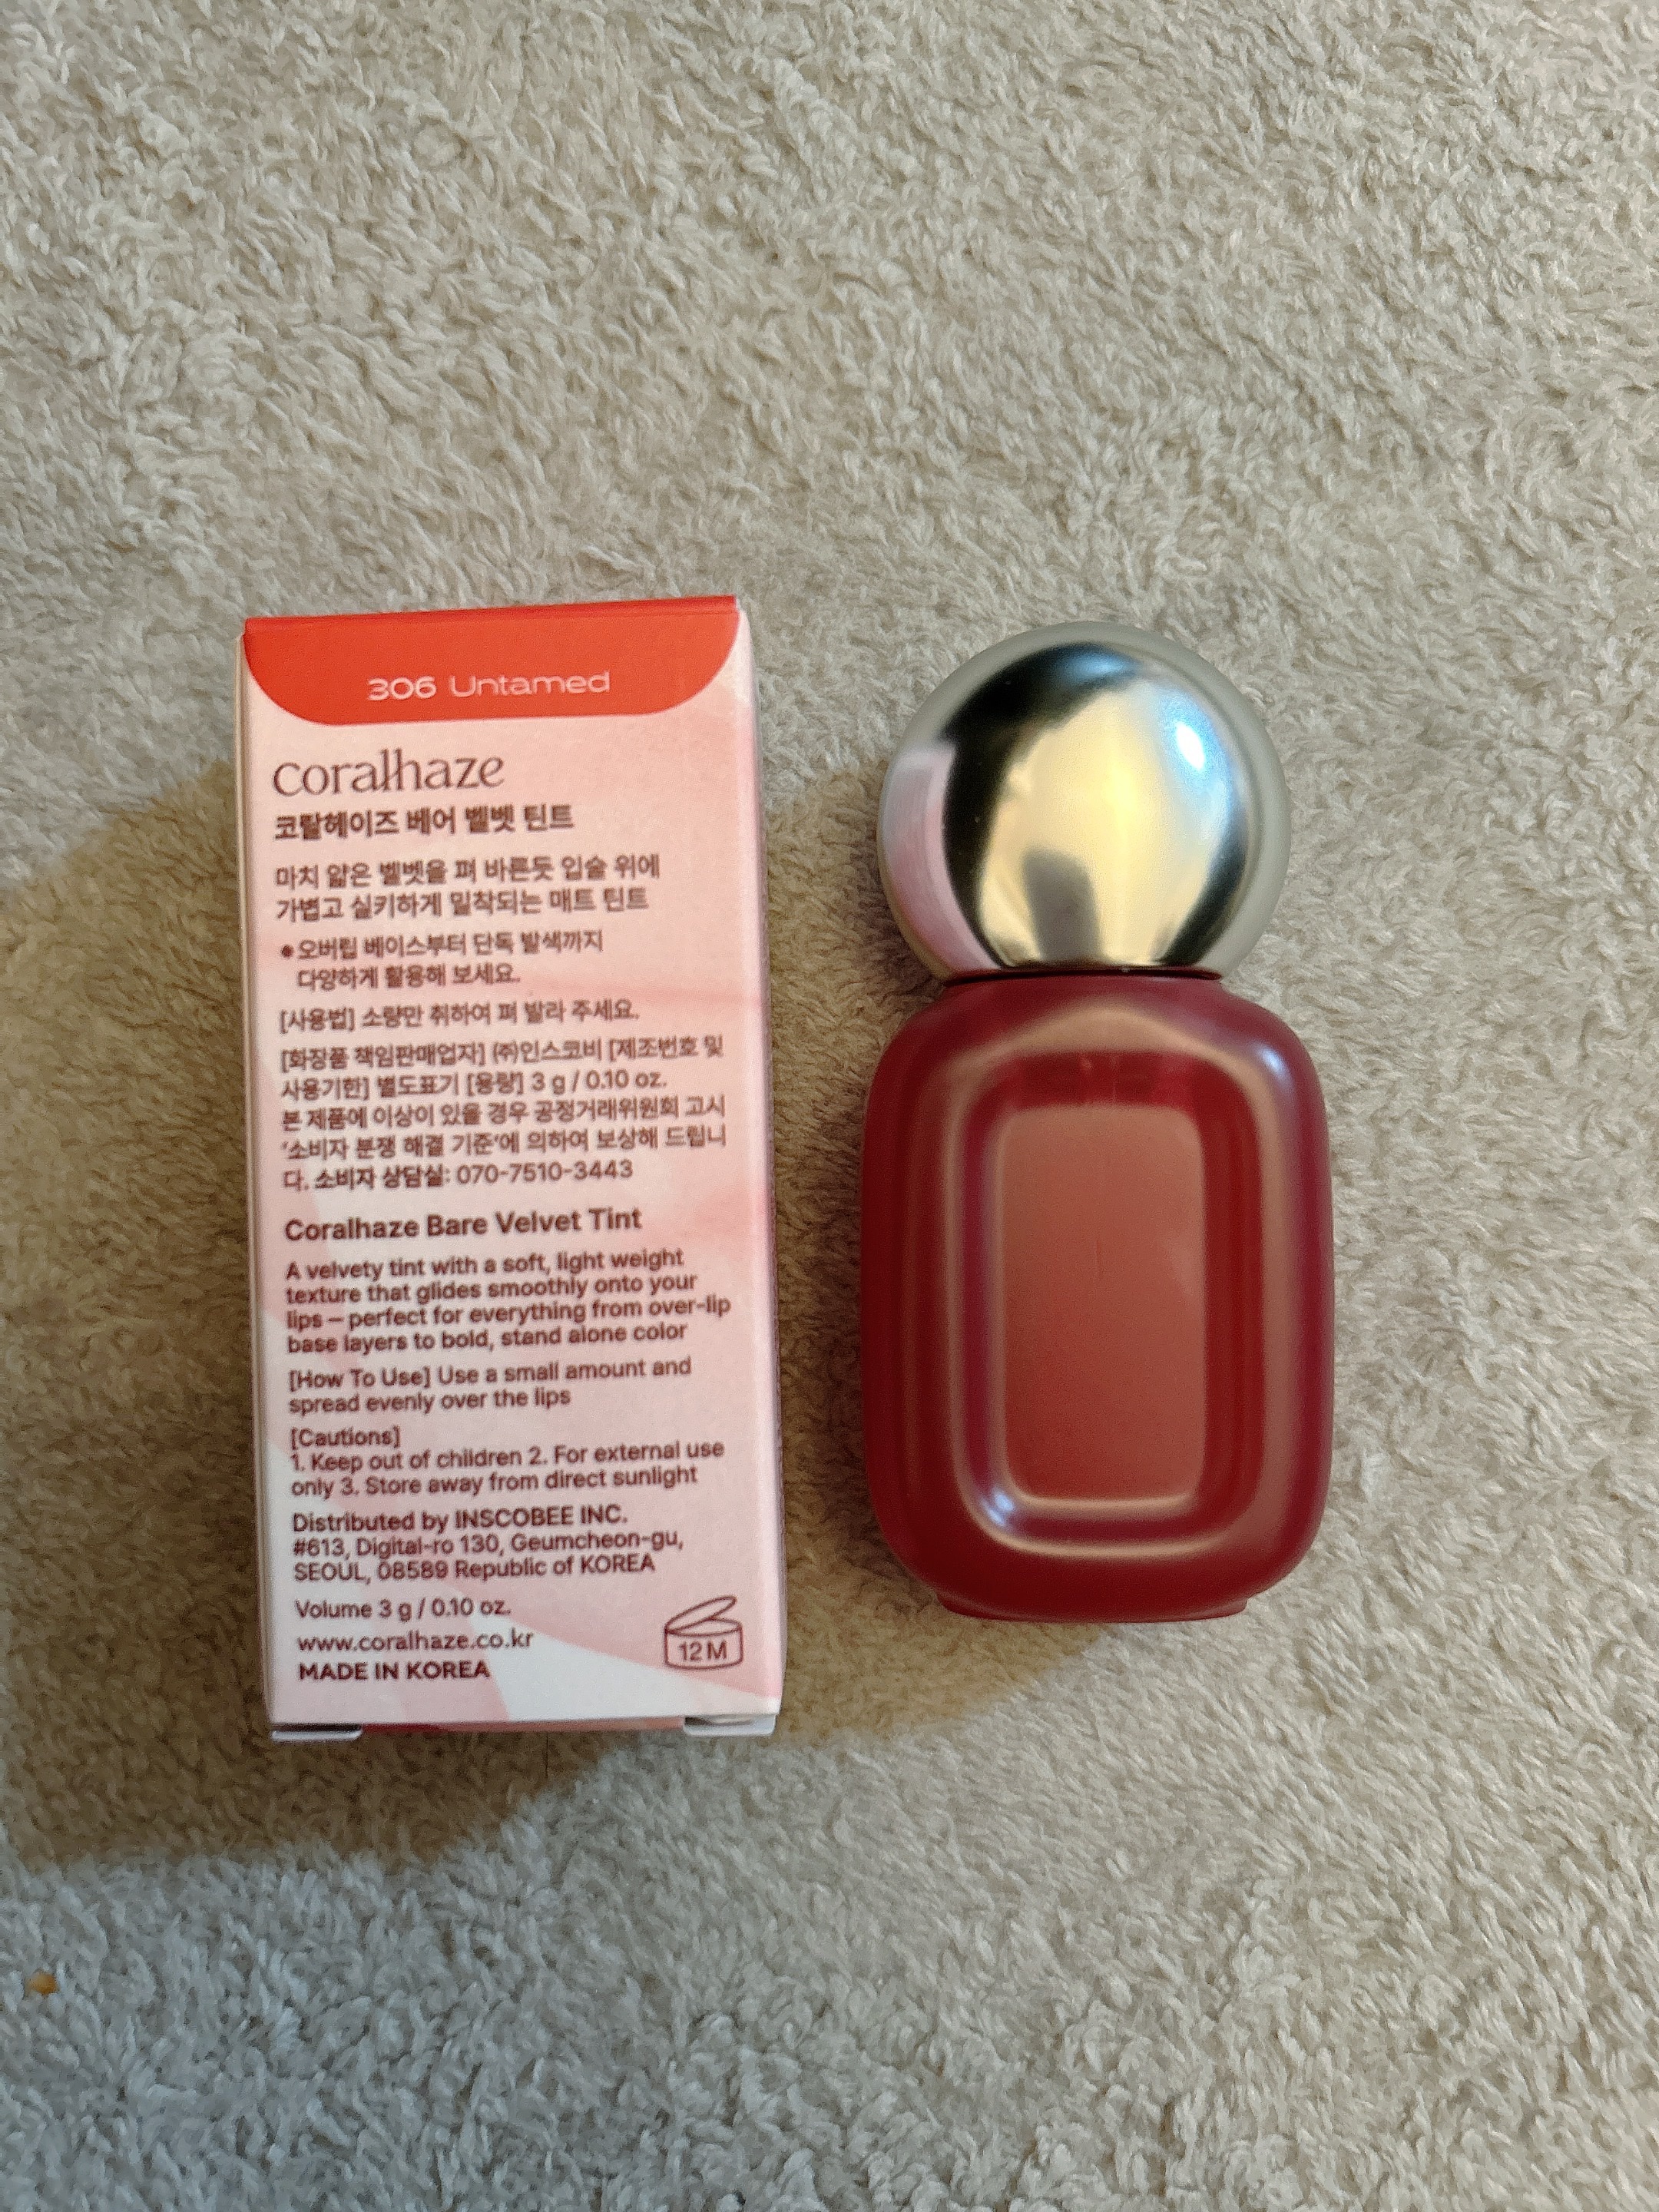 306 Untamed
coralhaze
코랄헤이즈 베어 벨벳 틴트
마치 얇은 벨벳을 펴 바른듯 입술 위에
가볍고 실키하게 밀착되는 매트 틴트
• 오버립 베이스부터 단독 발색까지
다양하게 활용해 보세요.
[사용법] 소량만 취하여 펴 발라 주세요.
[화장품 책임판매업자] ㈜인스코비 [제조번호 및
사용기한] 별도표기 [용량] 3 g / 0.10 oz.
본 제품에 이상이 있을 경우 공정거래위원회 고시
‘소비자 분쟁 해결 기준’에 의하여 보상해 드립니
다. 소비자 상담실: 070-7510-3443
Coralhaze Bare Velvet Tint
A velvety tint with a soft, light weight
texture that glides smoothly onto your
lips – perfect for everything from over-lip
base layers to bold, stand alone color
[How To Use] Use a small amount and
spread evenly over the lips
[Cautions]
1. Keep out of children 2. For external use
only 3. Store away from direct sunlight
Distributed by INSCOBEE INC.
#613, Digital-ro 130, Geumcheon-gu,
SEOUL, 08589 Republic of KOREA
Volume 3 g / 0.10 oz.
www.coralhaze.co.kr
MADE IN KOREA
12M